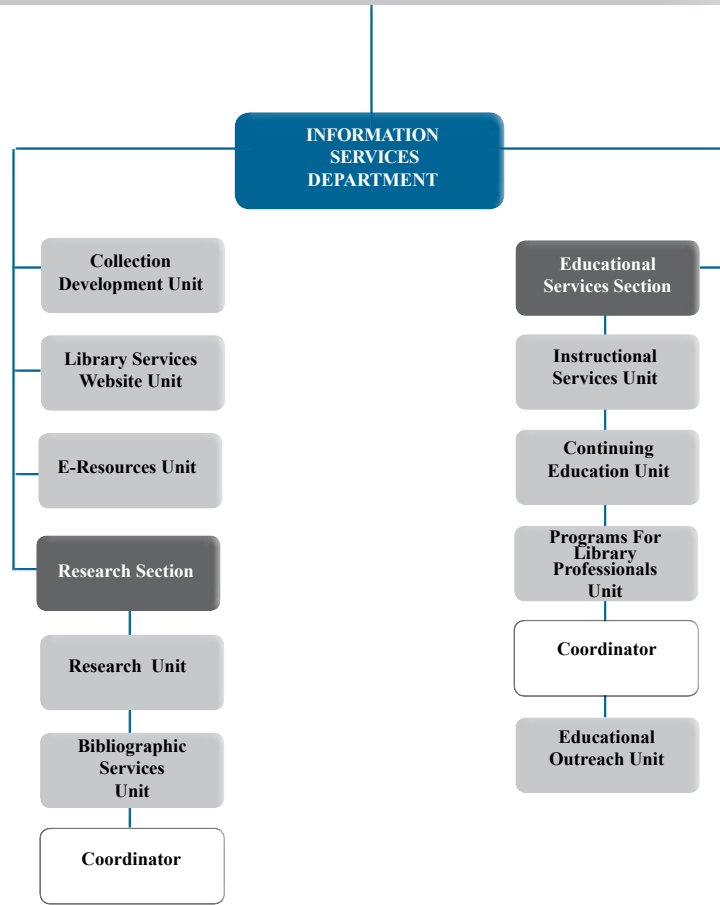 INFORMATION
SERVICES
DEPARTMENT
Collection
Development Unit
Library Services
Website Unit
E-Resources Unit
Research Section
Research Unit
Bibliographic
Services
Unit
Coordinator
Educational
Services Section
Instructional
Services Unit
Continuing
Education Unit
Programs For
Library
Professionals
Unit
Coordinator
Educational
Outreach Unit